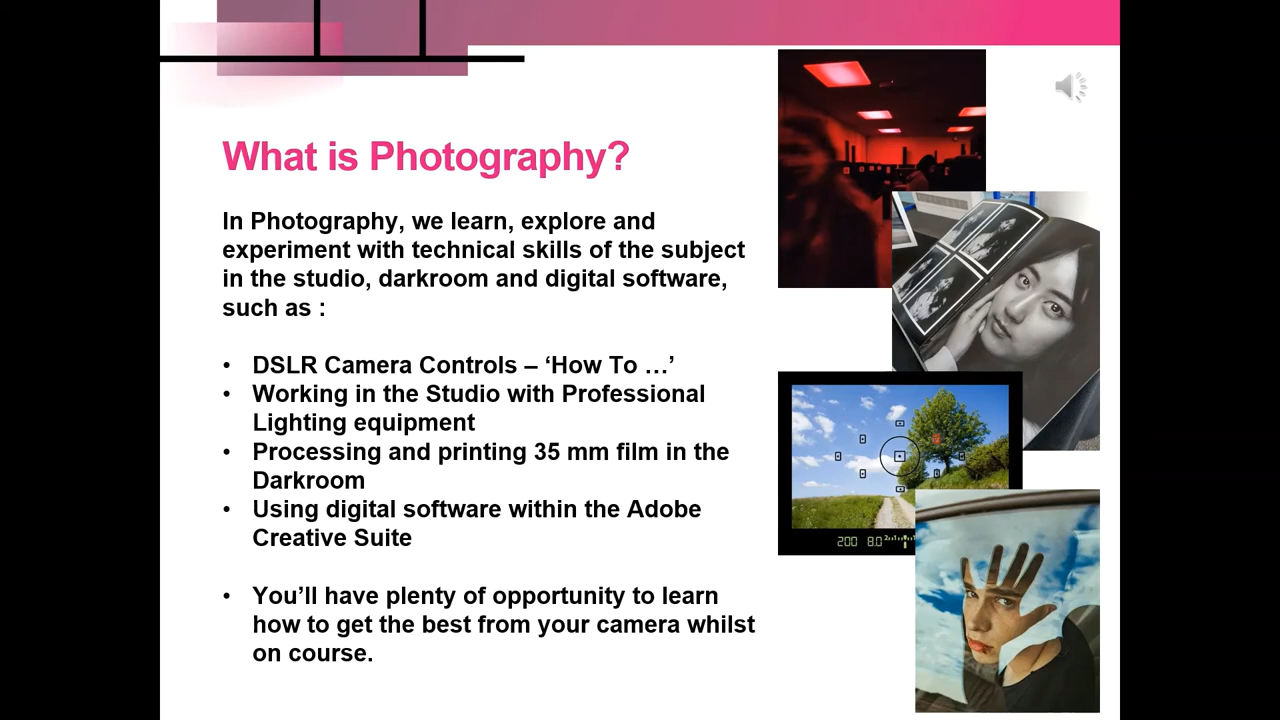 What is Photography?
In Photography, we learn, explore and
experiment with technical skills of the subject
in the studio, darkroom and digital software,
such as :
• DSLR Camera Controls – ‘How To …’
• Working in the Studio with Professional
Lighting equipment
• Processing and printing 35 mm film in the
Darkroom
• Using digital software within the Adobe
Creative Suite
• You’ll have plenty of opportunity to learn
how to get the best from your camera whilst
on course.
200 8.0